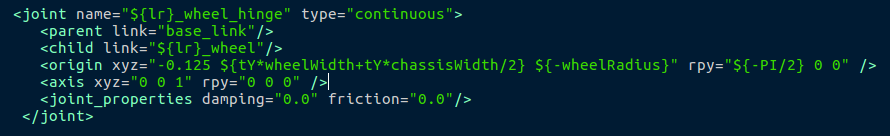 <joint name="${lr}_wheel_hinge" type="continuous">
<parent link="base_link"/>
<child link="${lr}_wheel"/>
<origin xyz="-0.125 ${tY*wheelWidth+tY*chassisWidth/2} ${-wheelRadius}" rpy="${-PI/2} 0 0" />
<axis xyz="0 0 1" rpy="0 0 0" />
<joint_properties damping="0.0" friction="0.0"/>
</joint>